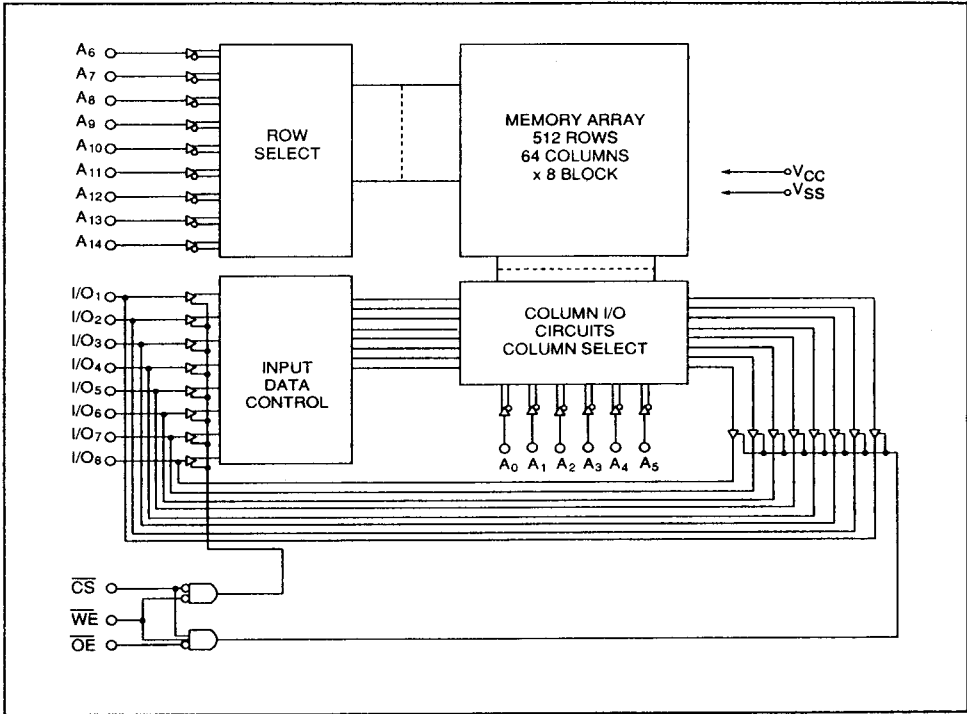 A6
A7
A8
A9
A10
A11
A12
A13
A14
ROW
SELECT
MEMORY ARRAY
512 ROWS
64 COLUMNS
x 8 BLOCK
VCC
VSS
I/O1
I/O2
I/O3
I/O4
I/O5
I/O6
I/O7
I/O8
INPUT
DATA
CONTROL
COLUMN I/O
CIRCUITS
COLUMN SELECT
A0 A1 A2 A3 A4 A5
CS
WE
OE